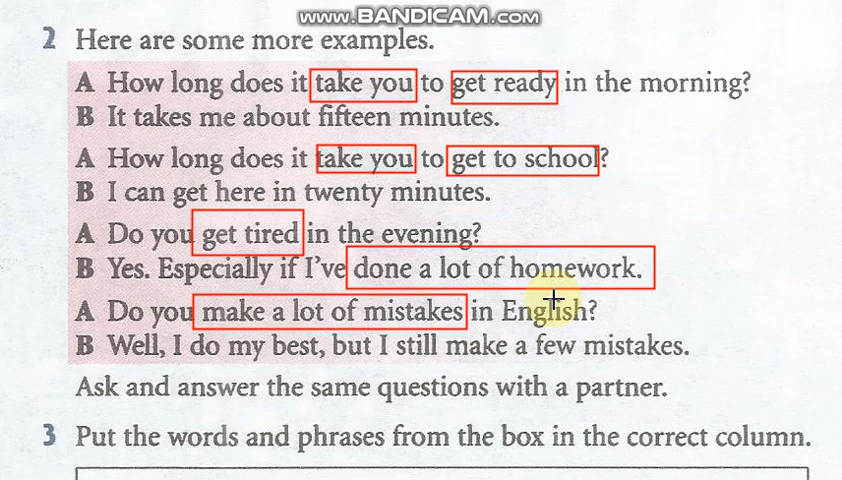 www.BANDICAM.com
2 Here are some more examples.
A How long does it take you to get ready in the morning?
B It takes me about fifteen minutes.
A How long does it take you to get to school?
B I can get here in twenty minutes.
A Do you get tired in the evening?
B Yes. Especially if I've done a lot of homework.
A Do you make a lot of mistakes in English?
B Well, I do my best, but I still make a few mistakes.
Ask and answer the same questions with a partner.
3 Put the words and phrases from the box in the correct column.